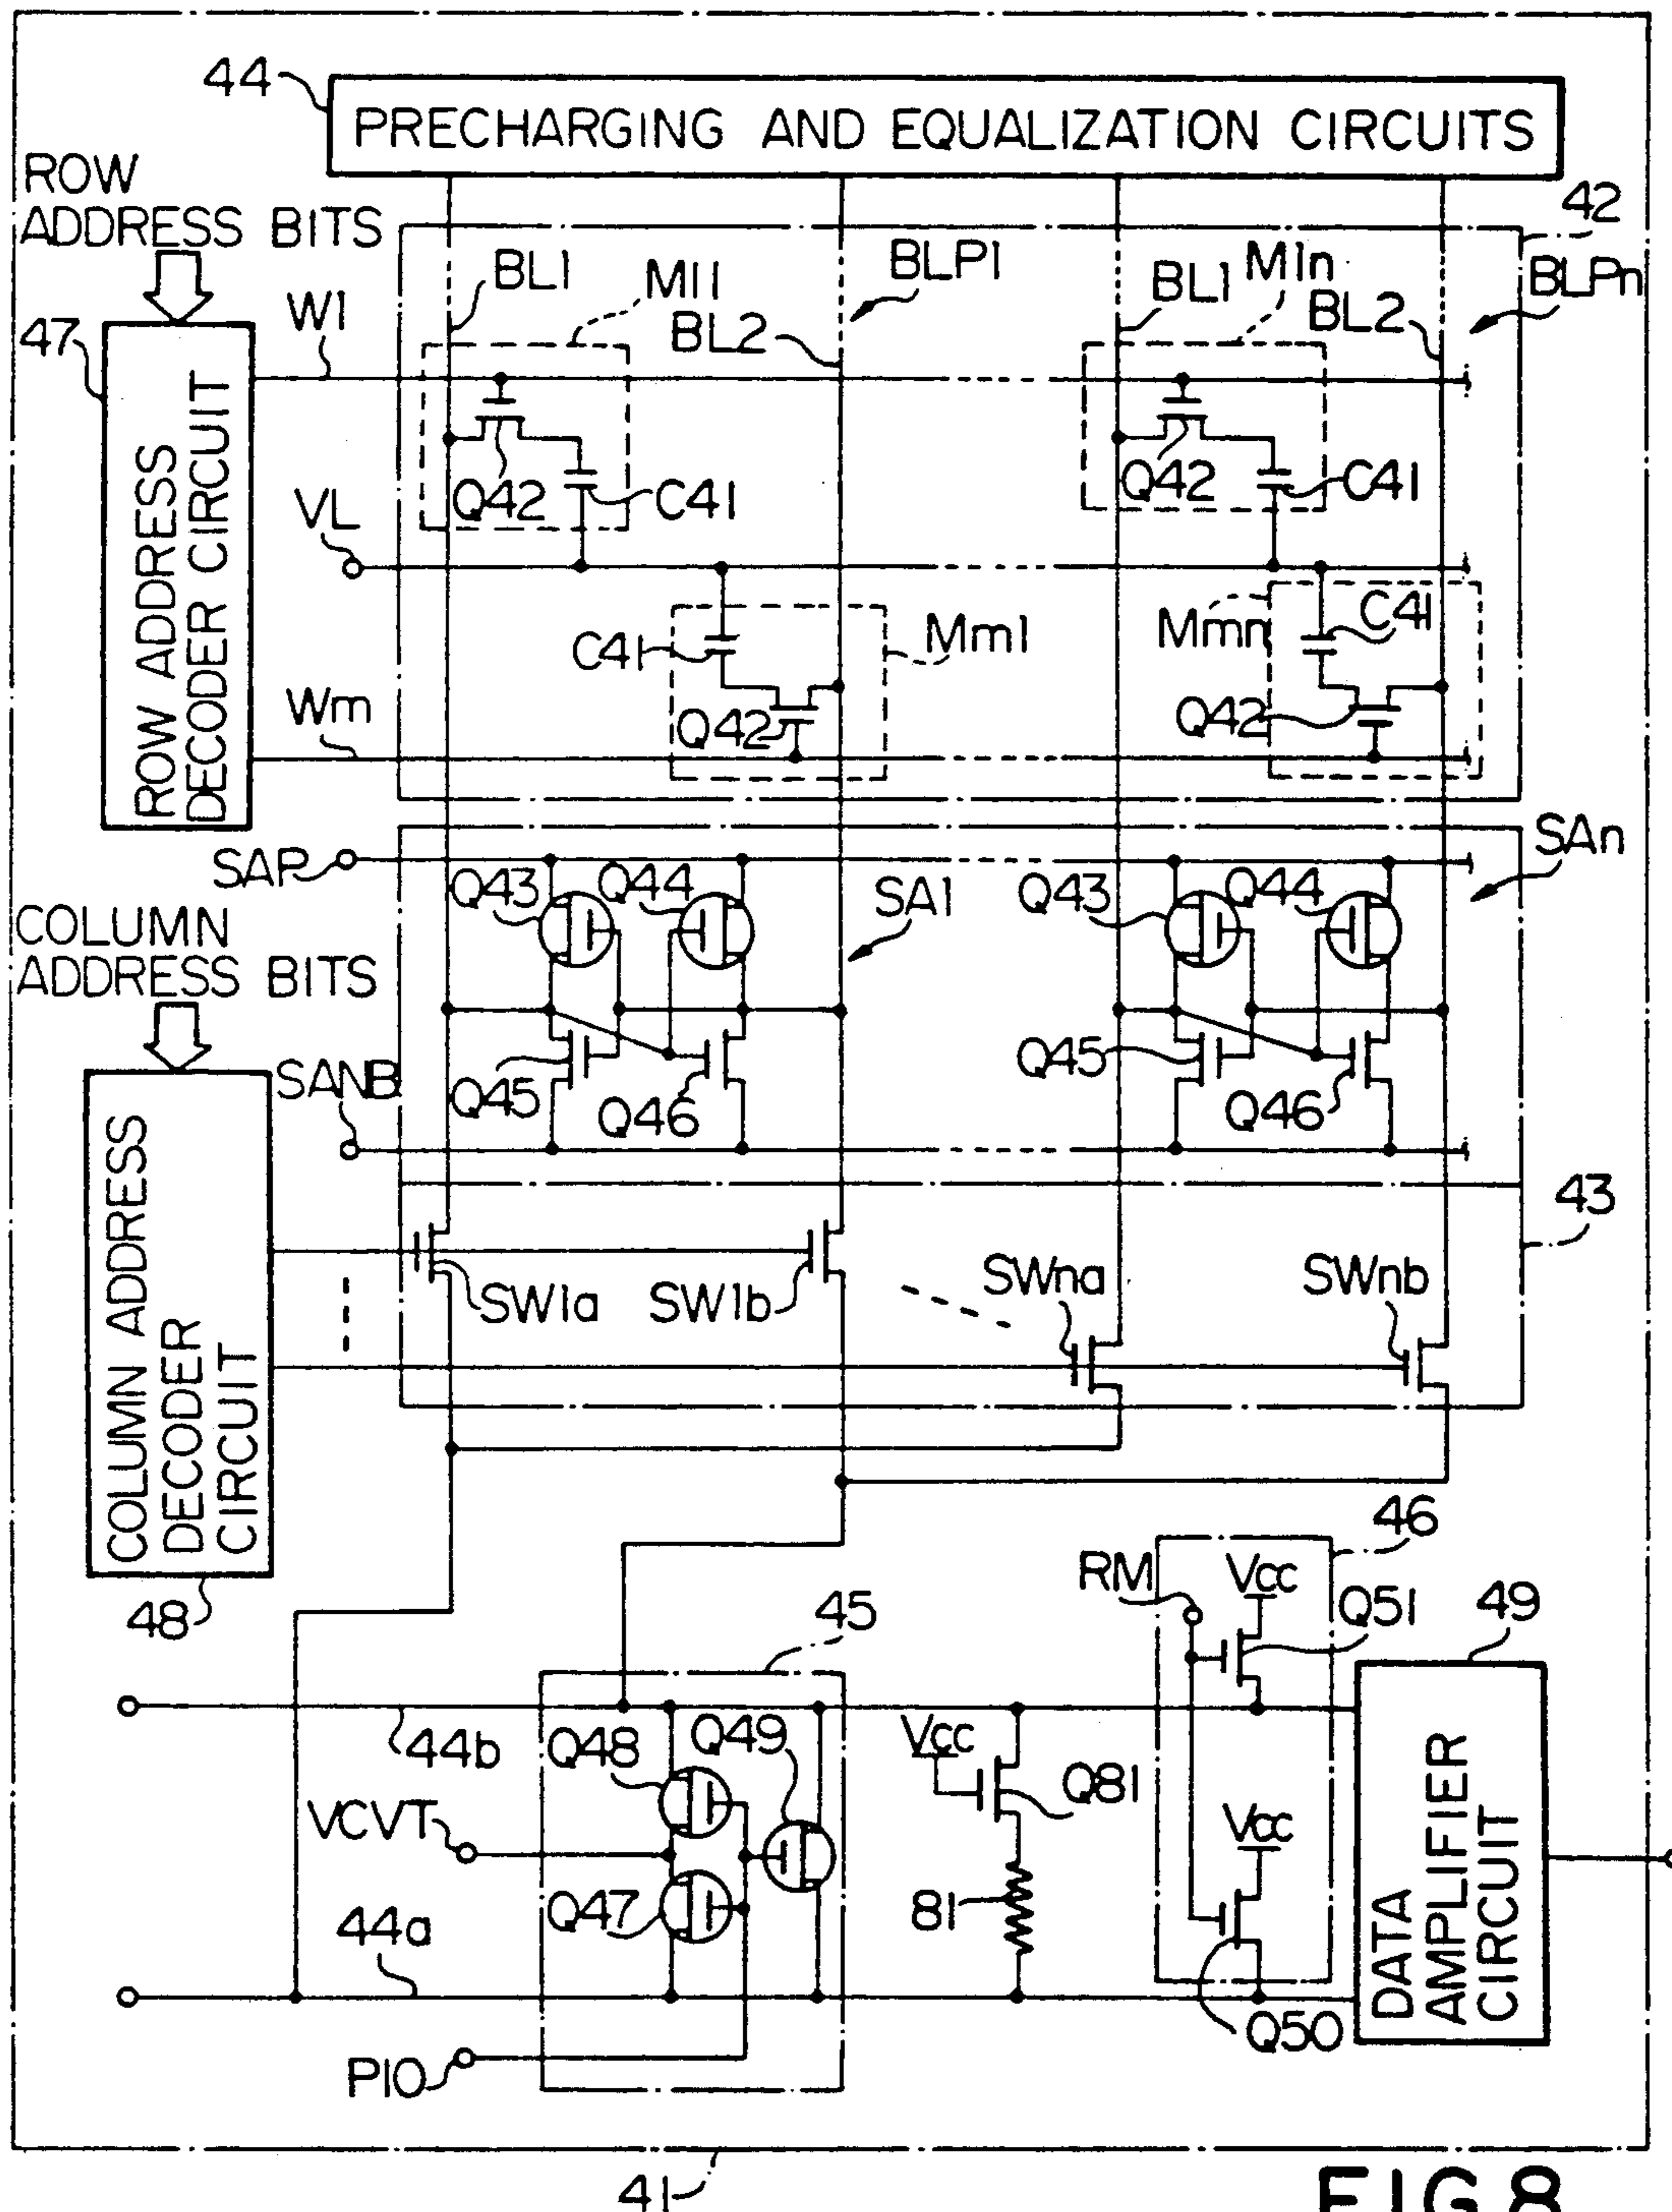 44
PRECHARGING AND EQUALIZATION CIRCUITS
ROW
ADDRESS BITS
42
BL1
M11
BLP1
BL1
M1n
BLPn
W1
BL2
BL2
47
ROW ADDRESS
DECODER CIRCUIT
Q42
C41
Q42
C41
VL
C41
Mm1
Mmn
C41
Wm
Q42
Q42
SAP
Q43
Q44
SA1
Q43
Q44
SAn
COLUMN
ADDRESS BITS
SANB
Q45
Q46
Q45
Q46
43
COLUMN ADDRESS
DECODER
CIRCUIT
SW1a
SW1b
SWna
SWnb
48
46
RM
Vcc
Q51
49
45
44b
Q48
Q49
Vcc
Q81
VCVT
Vcc
Q47
81
44a
DATA
AMPLIFIER
CIRCUIT
Q50
PIO
41
FIG.8